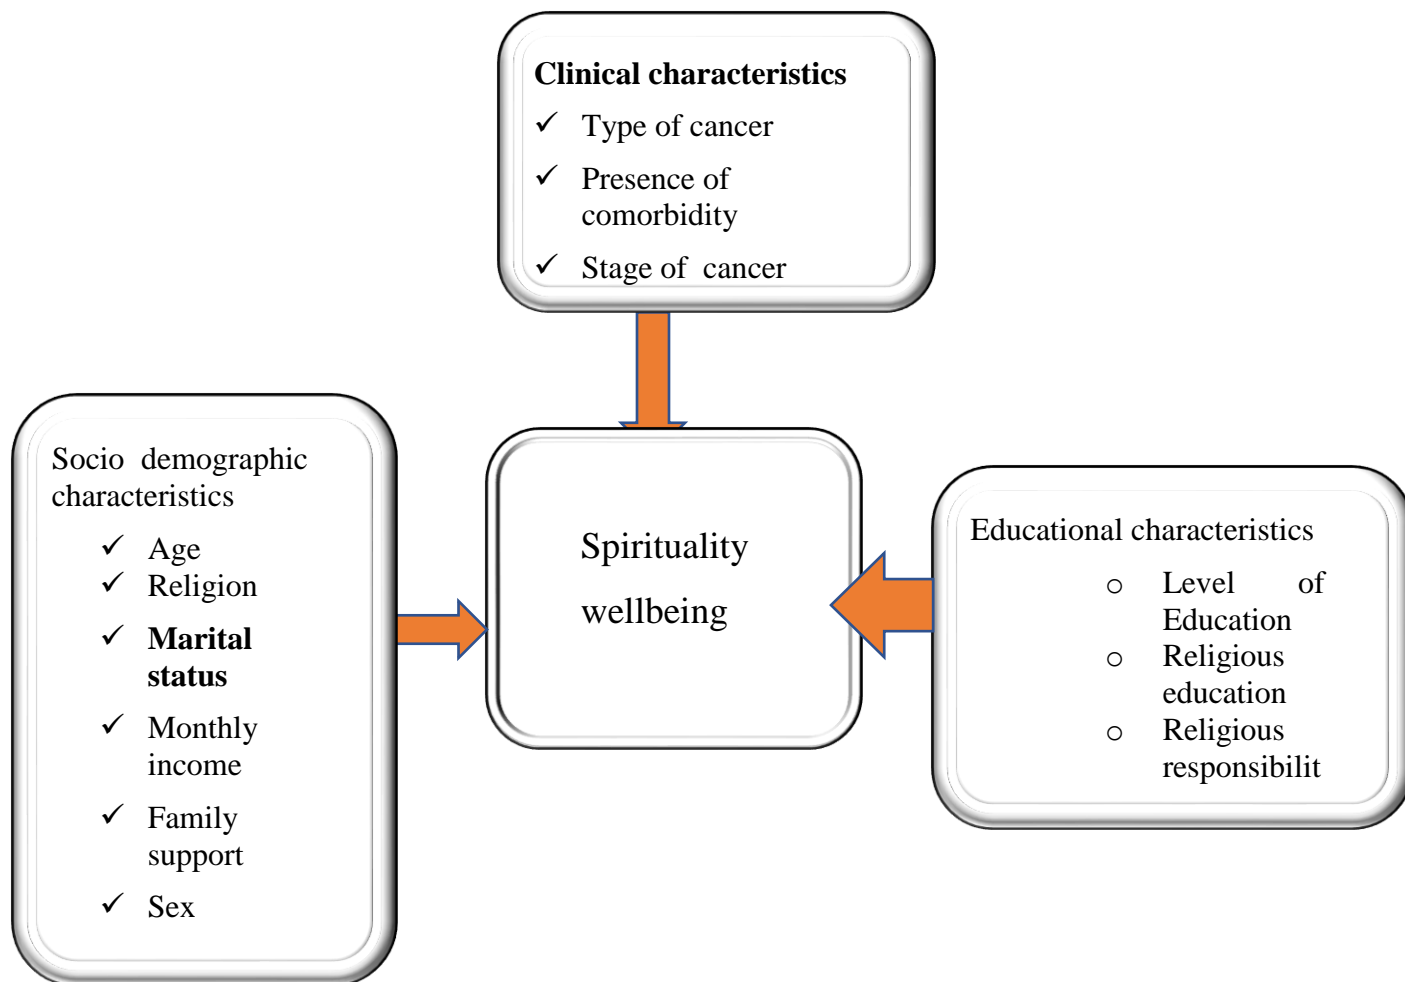 Clinical characteristics
✓ Type of cancer
✓ Presence of
comorbidity
✓ Stage of cancer
Socio demographic
characteristics
✓ Age
✓ Religion
✓ Marital
status
✓ Monthly
income
✓ Family
support
✓ Sex
Spirituality
wellbeing
Educational characteristics
o Level of
Education
o Religious
education
o Religious
responsibilit